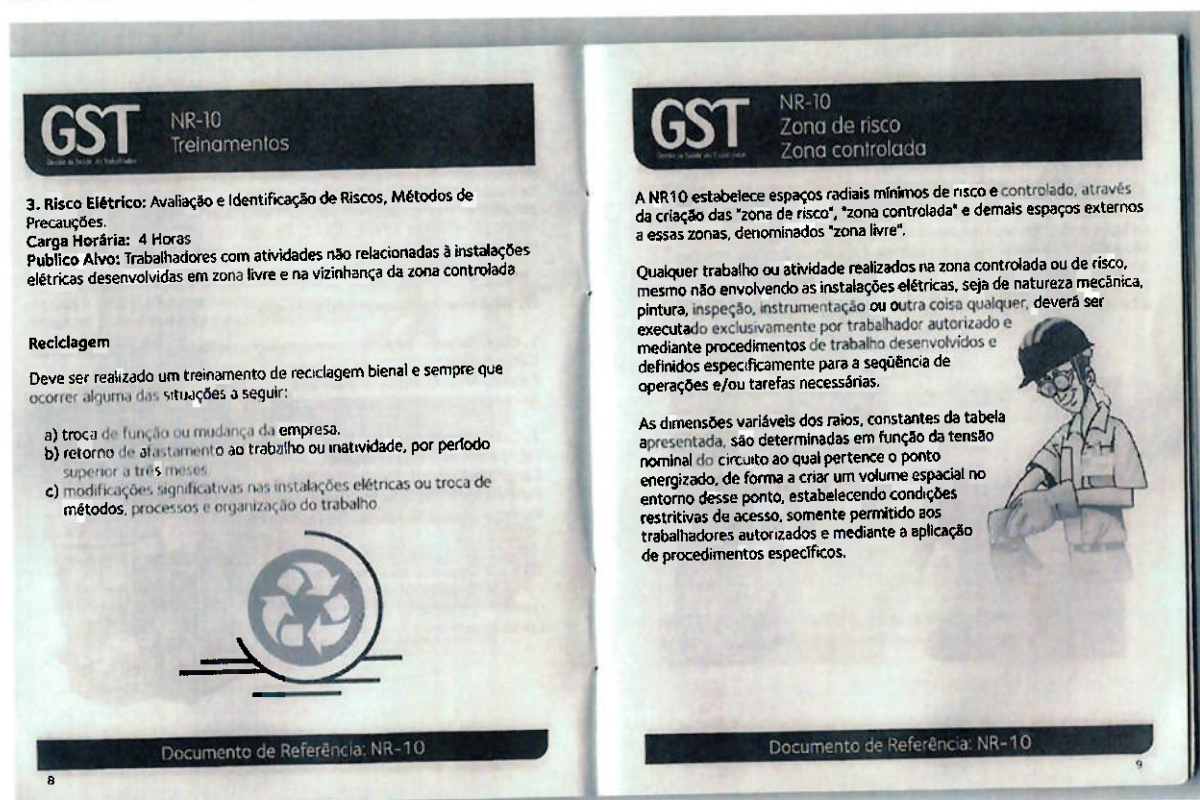 GST
NR-10
Treinamentos
3. Risco Elétrico: Avaliação e Identificação de Riscos, Métodos de
Precauções.
Carga Horária: 4 Horas
Publico Alvo: Trabalhadores com atividades não relacionadas à instalações
elétricas desenvolvidas em zona livre e na vizinhança da zona controlada
Reciclagem
Deve ser realizado um treinamento de reciclagem bienal e sempre que
ocorrer alguma das situações a seguir:
a) troca de função ou mudança da empresa.
b) retorno de afastamento ao trabalho ou inatividade, por período
superior a três meses
c) modificações significativas nas instalações elétricas ou troca de
métodos, processos e organização do trabalho.
Documento de Referência: NR-10
8
GST
NR-10
Zona de risco
Zona controlada
A NR10 estabelece espaços radiais mínimos de risco e controlado, através
da criação das "zona de risco", "zona controlada" e demais espaços externos
a essas zonas, denominados "zona livre".
Qualquer trabalho ou atividade realizados na zona controlada ou de risco,
mesmo não envolvendo as instalações elétricas, seja de natureza mecânica,
pintura, inspeção, instrumentação ou outra coisa qualquer, deverá ser
executado exclusivamente por trabalhador autorizado e
mediante procedimentos de trabalho desenvolvidos e
definidos especificamente para a seqüência de
operações e/ou tarefas necessárias.
As dimensões variáveis dos raios, constantes da tabela
apresentada, são determinadas em função da tensão
nominal do circuito ao qual pertence o ponto
energizado, de forma a criar um volume espacial no
entorno desse ponto, estabelecendo condições
restritivas de acesso, somente permitido aos
trabalhadores autorizados e mediante a aplicação
de procedimentos específicos.
Documento de Referência: NR-10
9